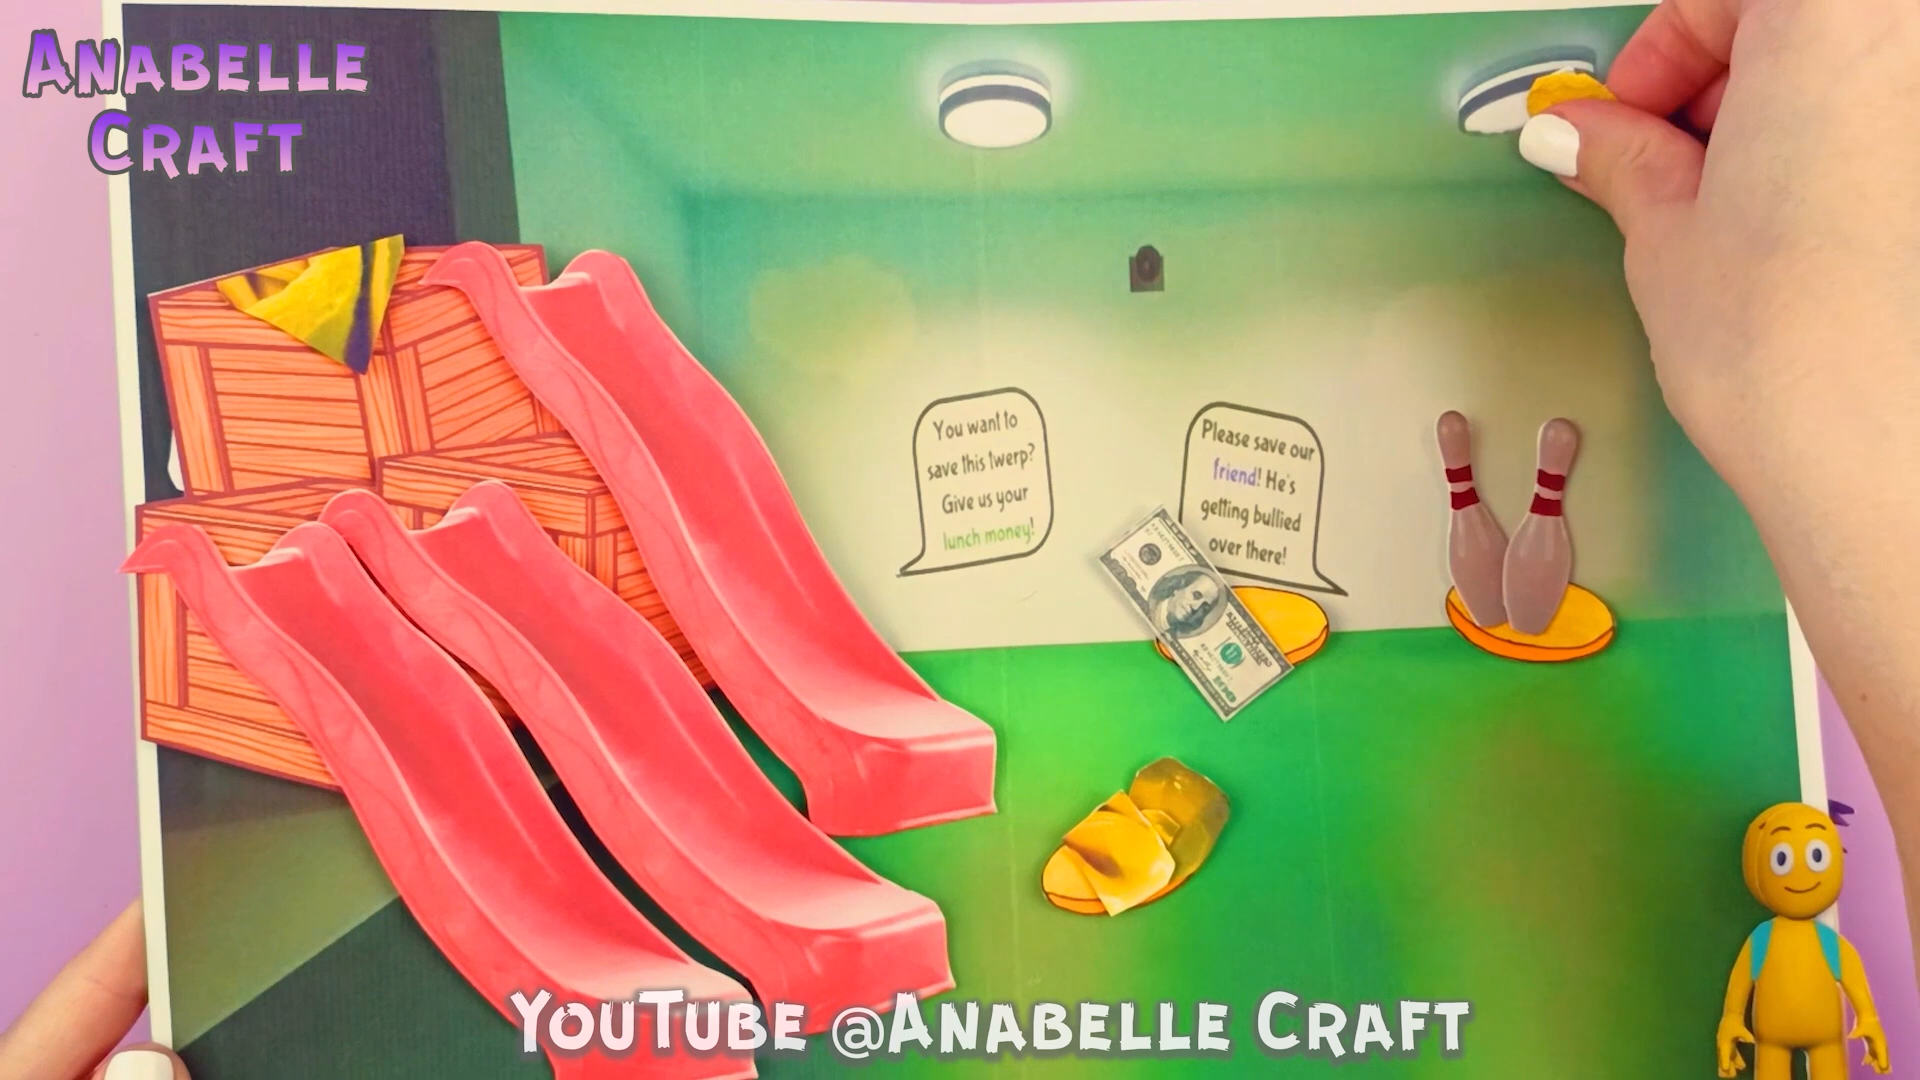 ANABELLE
CRAFT
You want to
save this twerp?
Give us your
lunch money!
Please save our
friend! He's
getting bullied
over there!
YOUTUBE @ANABELLE CRAFT